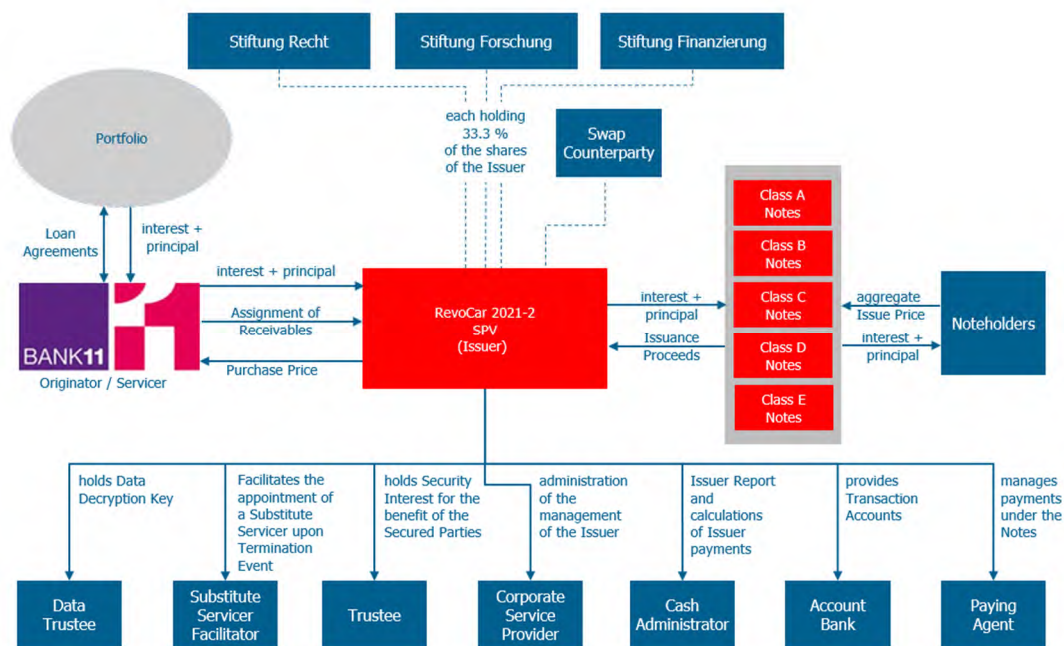 Stiftung Recht
Stiftung Forschung
Stiftung Finanzierung
each holding
33.3 %
of the shares
of the Issuer
Swap
Counterparty
Portfolio
Loan
Agreements
interest +
principal
BANK11
11
Originator / Servicer
interest + principal
Assignment of
Receivables
Purchase Price
RevoCar 2021-2
SPV
(Issuer)
interest +
principal
Issuance
Proceeds
Class A
Notes
Class B
Notes
Class C
Notes
Class D
Notes
Class E
Notes
aggregate
Issue Price
interest +
principal
Noteholders
holds Data
Decryption Key
Facilitates the
appointment of
a Substitute
Servicer upon
Termination
Event
holds Security
Interest for the
benefit of the
Secured Parties
administration
of the
management
of the Issuer
Issuer Report
and
calculations
of Issuer
payments
provides
Transaction
Accounts
manages
payments
under the
Notes
Data
Trustee
Substitute
Servicer
Facilitator
Trustee
Corporate
Service
Provider
Cash
Administrator
Account
Bank
Paying
Agent